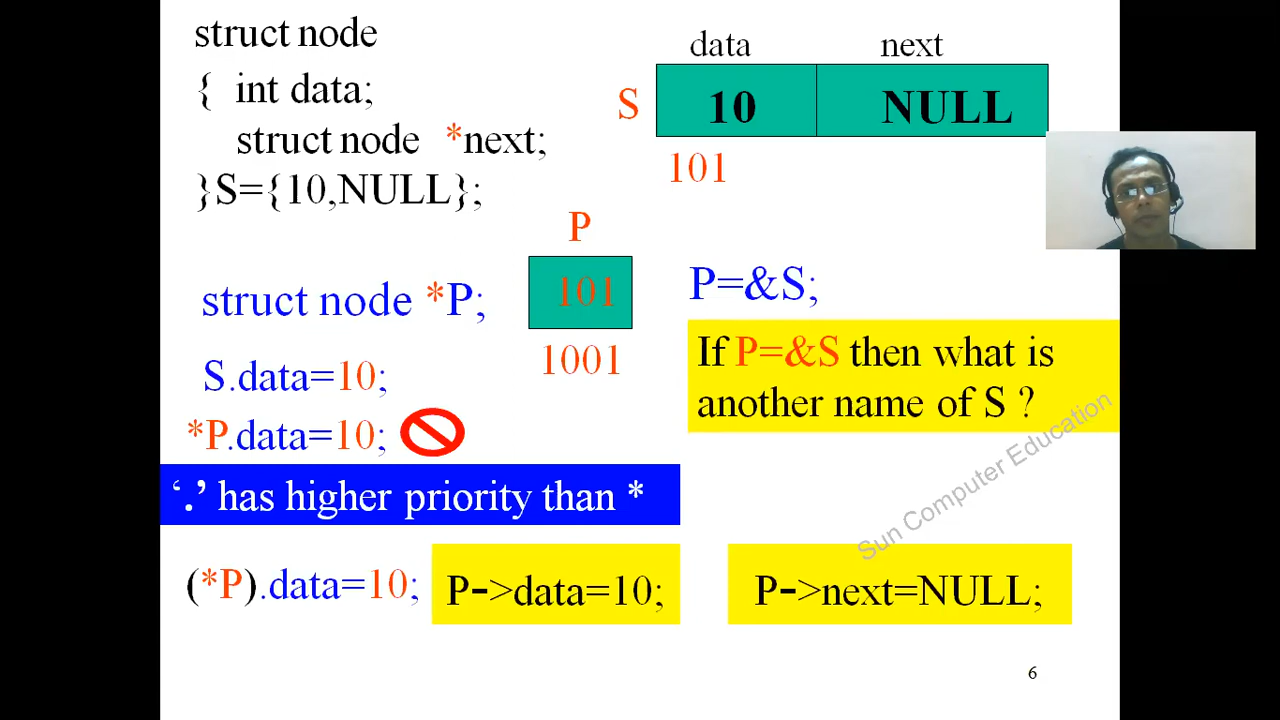 struct node
{ int data;
struct node *next;
}S={10,NULL};
data next
S 10 NULL
101
P
struct node *P; 101
1001
P=&S;
If P=&S then what is
another name of S ?
S.data=10;
*P.data=10;
‘.’ has higher priority than *
(*P).data=10; P->data=10; P->next=NULL;
Sun Computer Education
6